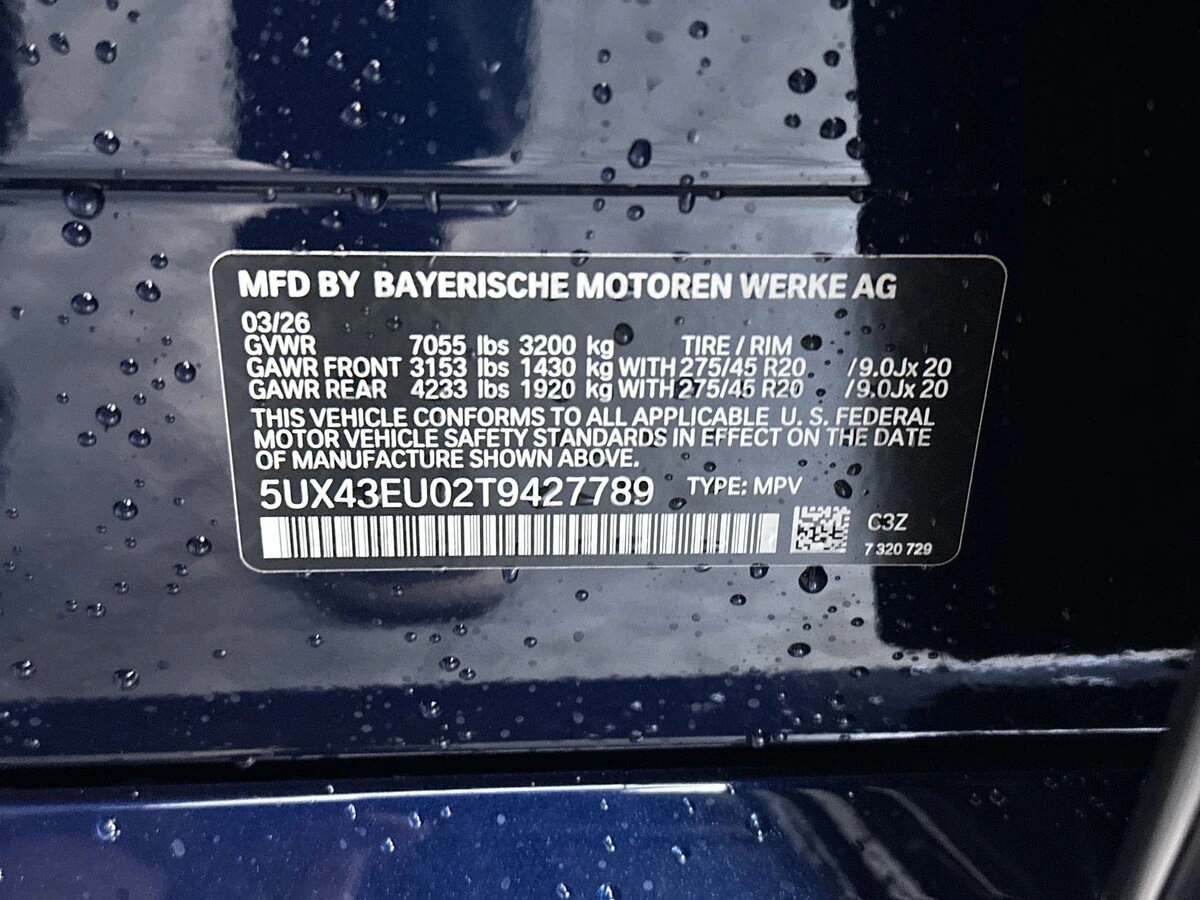 MFD BY BAYERISCHE MOTOREN WERKE AG
03/26
GVWR 7055 lbs 3200 kg TIRE / RIM
GAWR FRONT 3153 lbs 1430 kg WITH 275/45 R20 /9.0Jx 20
GAWR REAR 4233 lbs 1920 kg WITH 275/45 R20 /9.0Jx 20
THIS VEHICLE CONFORMS TO ALL APPLICABLE U. S. FEDERAL
MOTOR VEHICLE SAFETY STANDARDS IN EFFECT ON THE DATE
OF MANUFACTURE SHOWN ABOVE.
5UX43EU02T9427789 TYPE: MPV
C3Z
7 320 729